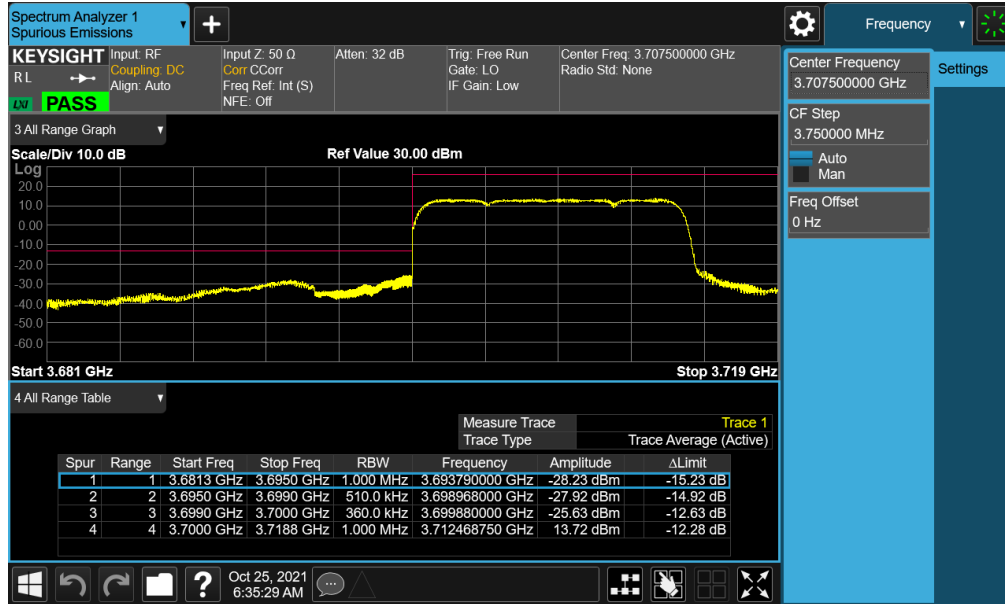 Spectrum Analyzer 1
Spurious Emissions
Frequency
KEYSIGHT
R L
LXI
PASS
Input: RF
Coupling: DC
Align: Auto
Input Z: 50 Ω
Corr CCorr
Freq Ref: Int (S)
NFE: Off
Atten: 32 dB
Trig: Free Run
Gate: LO
IF Gain: Low
Center Freq: 3.707500000 GHz
Radio Std: None
Center Frequency
3.707500000 GHz
Settings
CF Step
3.750000 MHz
Auto
Man
Freq Offset
0 Hz
3 All Range Graph
Scale/Div 10.0 dB
Ref Value 30.00 dBm
Log
20.0
10.0
0.00
-10.0
-20.0
-30.0
-40.0
-50.0
-60.0
Start 3.681 GHz
Stop 3.719 GHz
4 All Range Table
Measure Trace Trace 1
Trace Type Trace Average (Active)
Spur Range Start Freq Stop Freq RBW Frequency Amplitude ΔLimit
1 1 3.6813 GHz 3.6950 GHz 1.000 MHz 3.693790000 GHz -28.23 dBm -15.23 dB
2 2 3.6950 GHz 3.6990 GHz 510.0 kHz 3.698968000 GHz -27.92 dBm -14.92 dB
3 3 3.6990 GHz 3.7000 GHz 360.0 kHz 3.699880000 GHz -25.63 dBm -12.63 dB
4 4 3.7000 GHz 3.7188 GHz 1.000 MHz 3.712468750 GHz 13.72 dBm -12.28 dB
?
Oct 25, 2021
6:35:29 AM